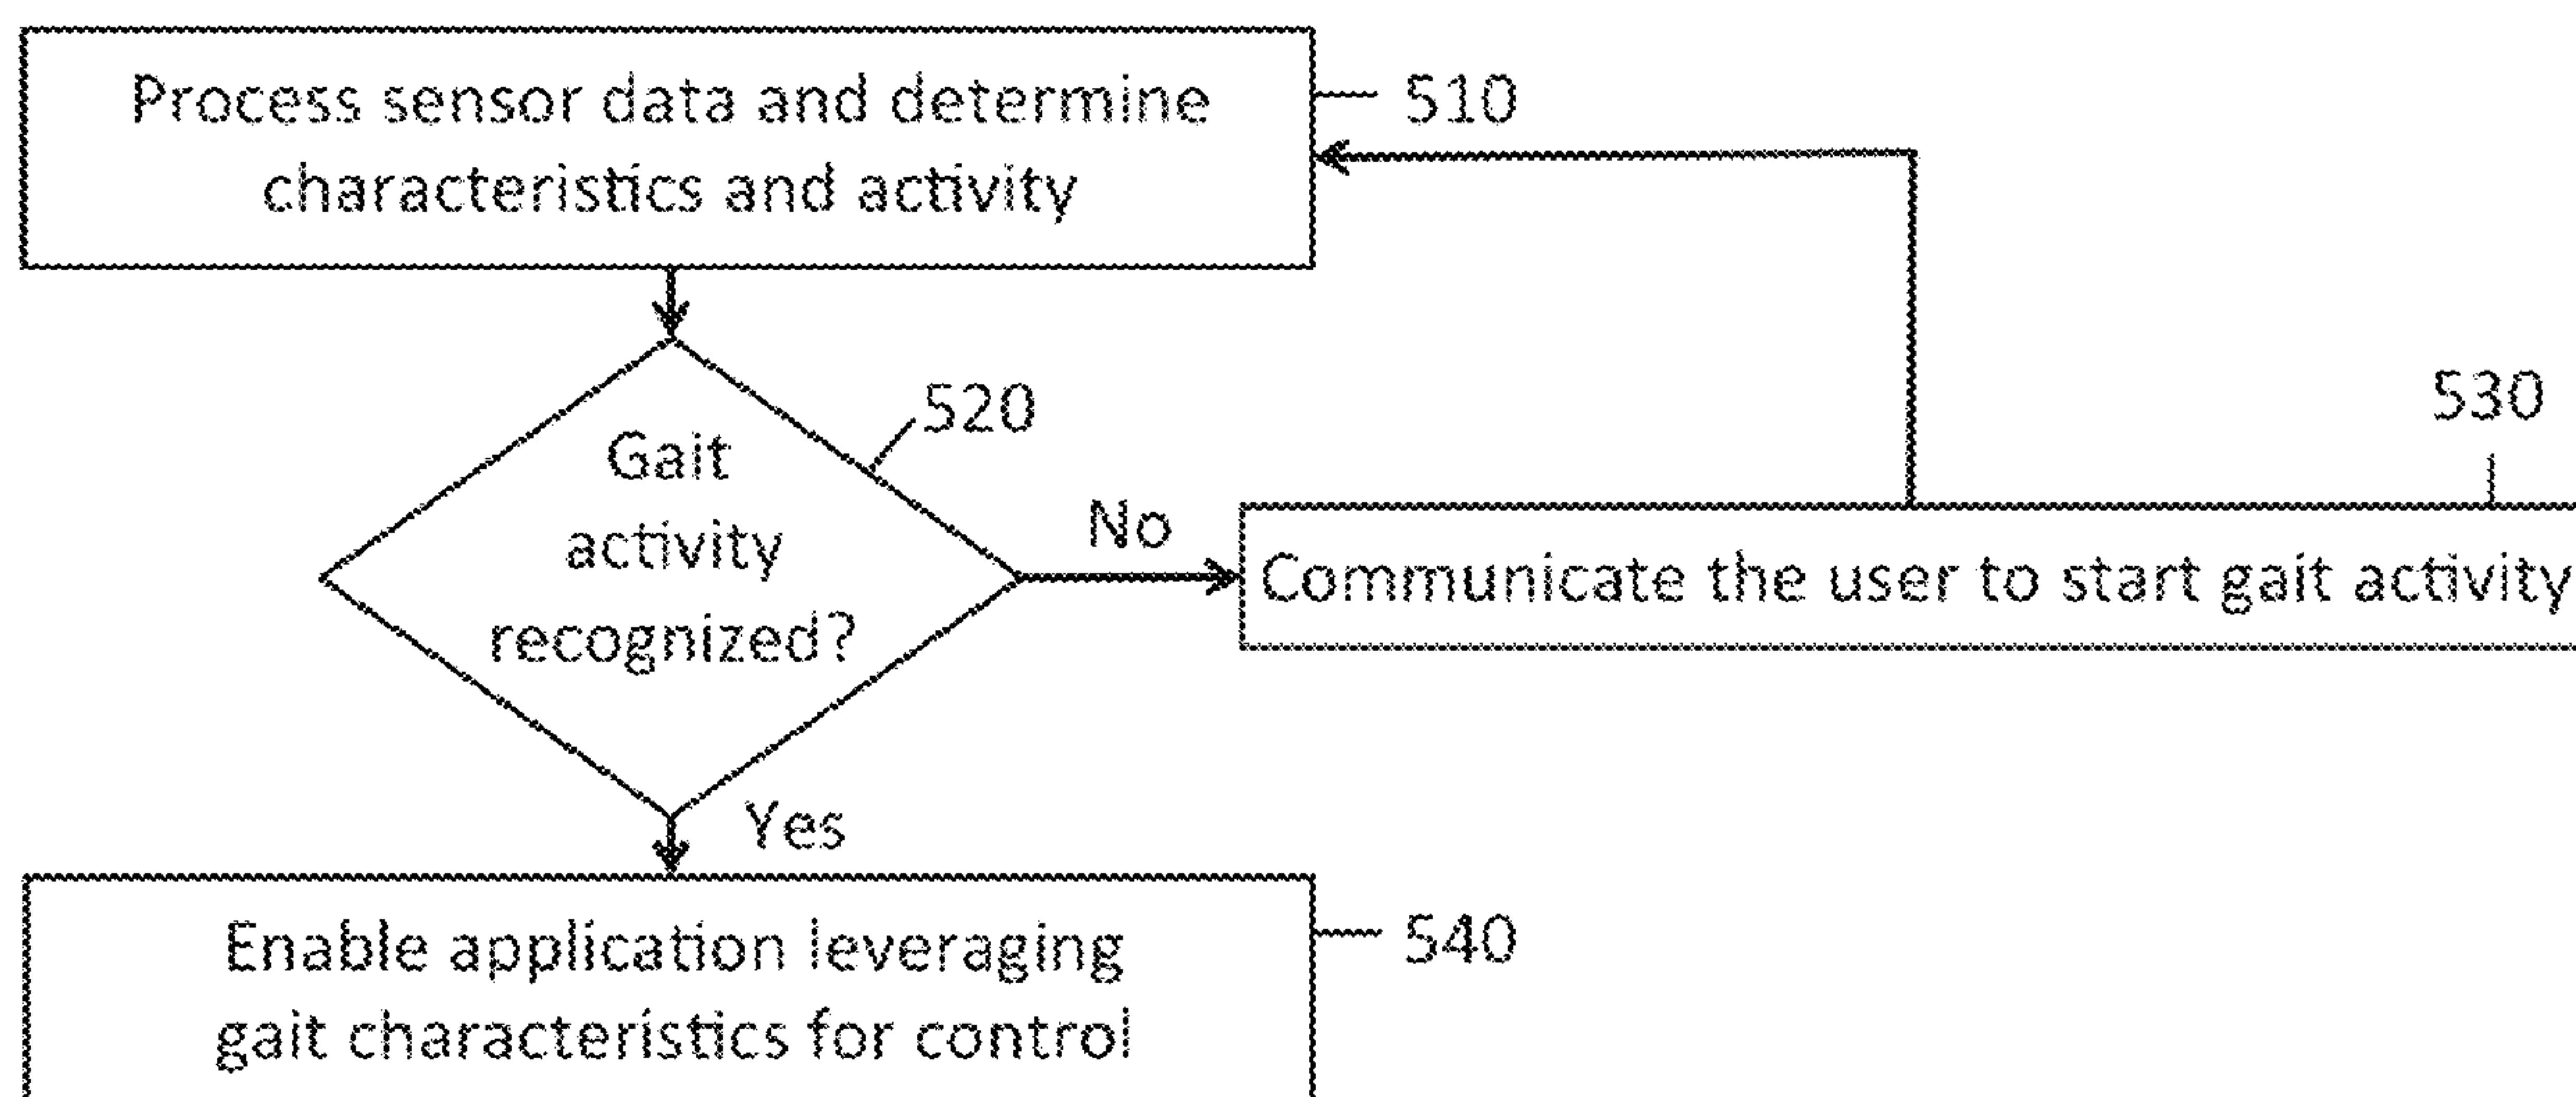 Process sensor data and determine
characteristics and activity
510
520
Gait
activity
recognized?
No
530
Communicate the user to start gait activity
Yes
Enable application leveraging
gait characteristics for control
540